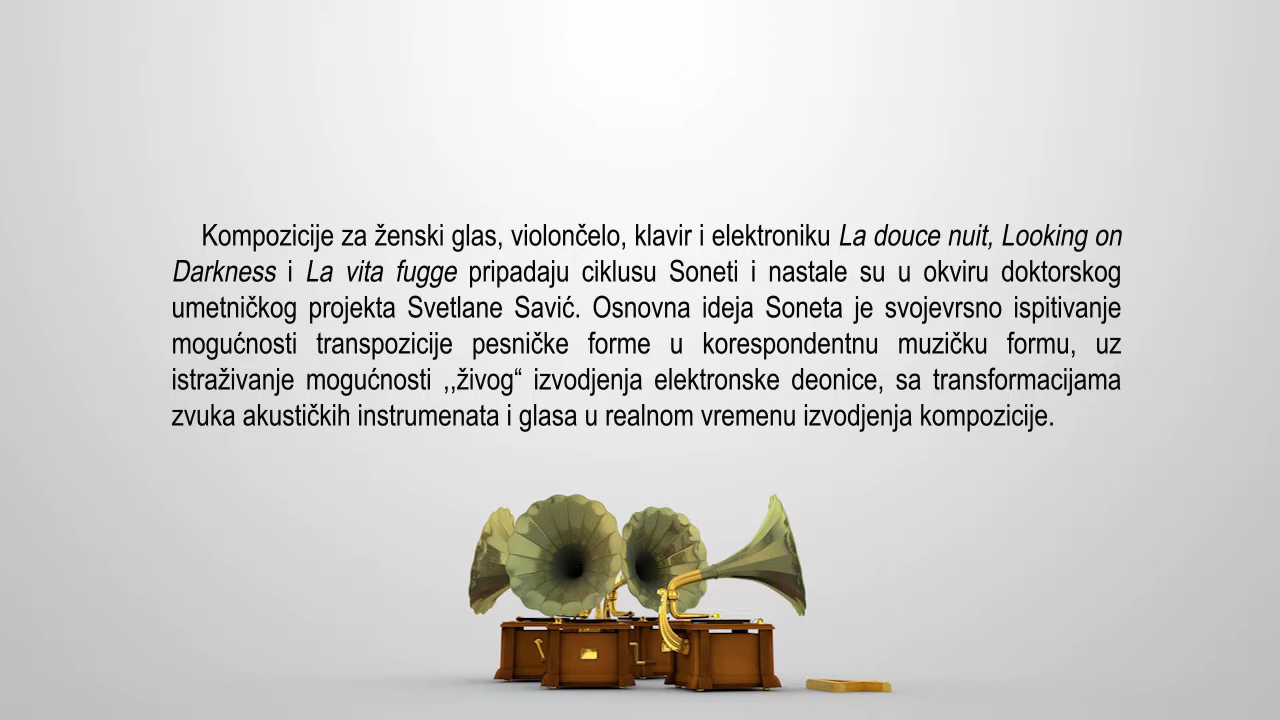 Kompozicije za ženski glas, violončelo, klavir i elektroniku La douce nuit, Looking on
Darkness i La vita fugge pripadaju ciklusu Soneti i nastale su u okviru doktorskog
umetničkog projekta Svetlane Savić. Osnovna ideja Soneta je svojevrsno ispitivanje
mogućnosti transpozicije pesničke forme u korespondentnu muzičku formu, uz
istraživanje mogućnosti ,,živog“ izvodjenja elektronske deonice, sa transformacijama
zvuka akustičkih instrumenata i glasa u realnom vremenu izvodjenja kompozicije.